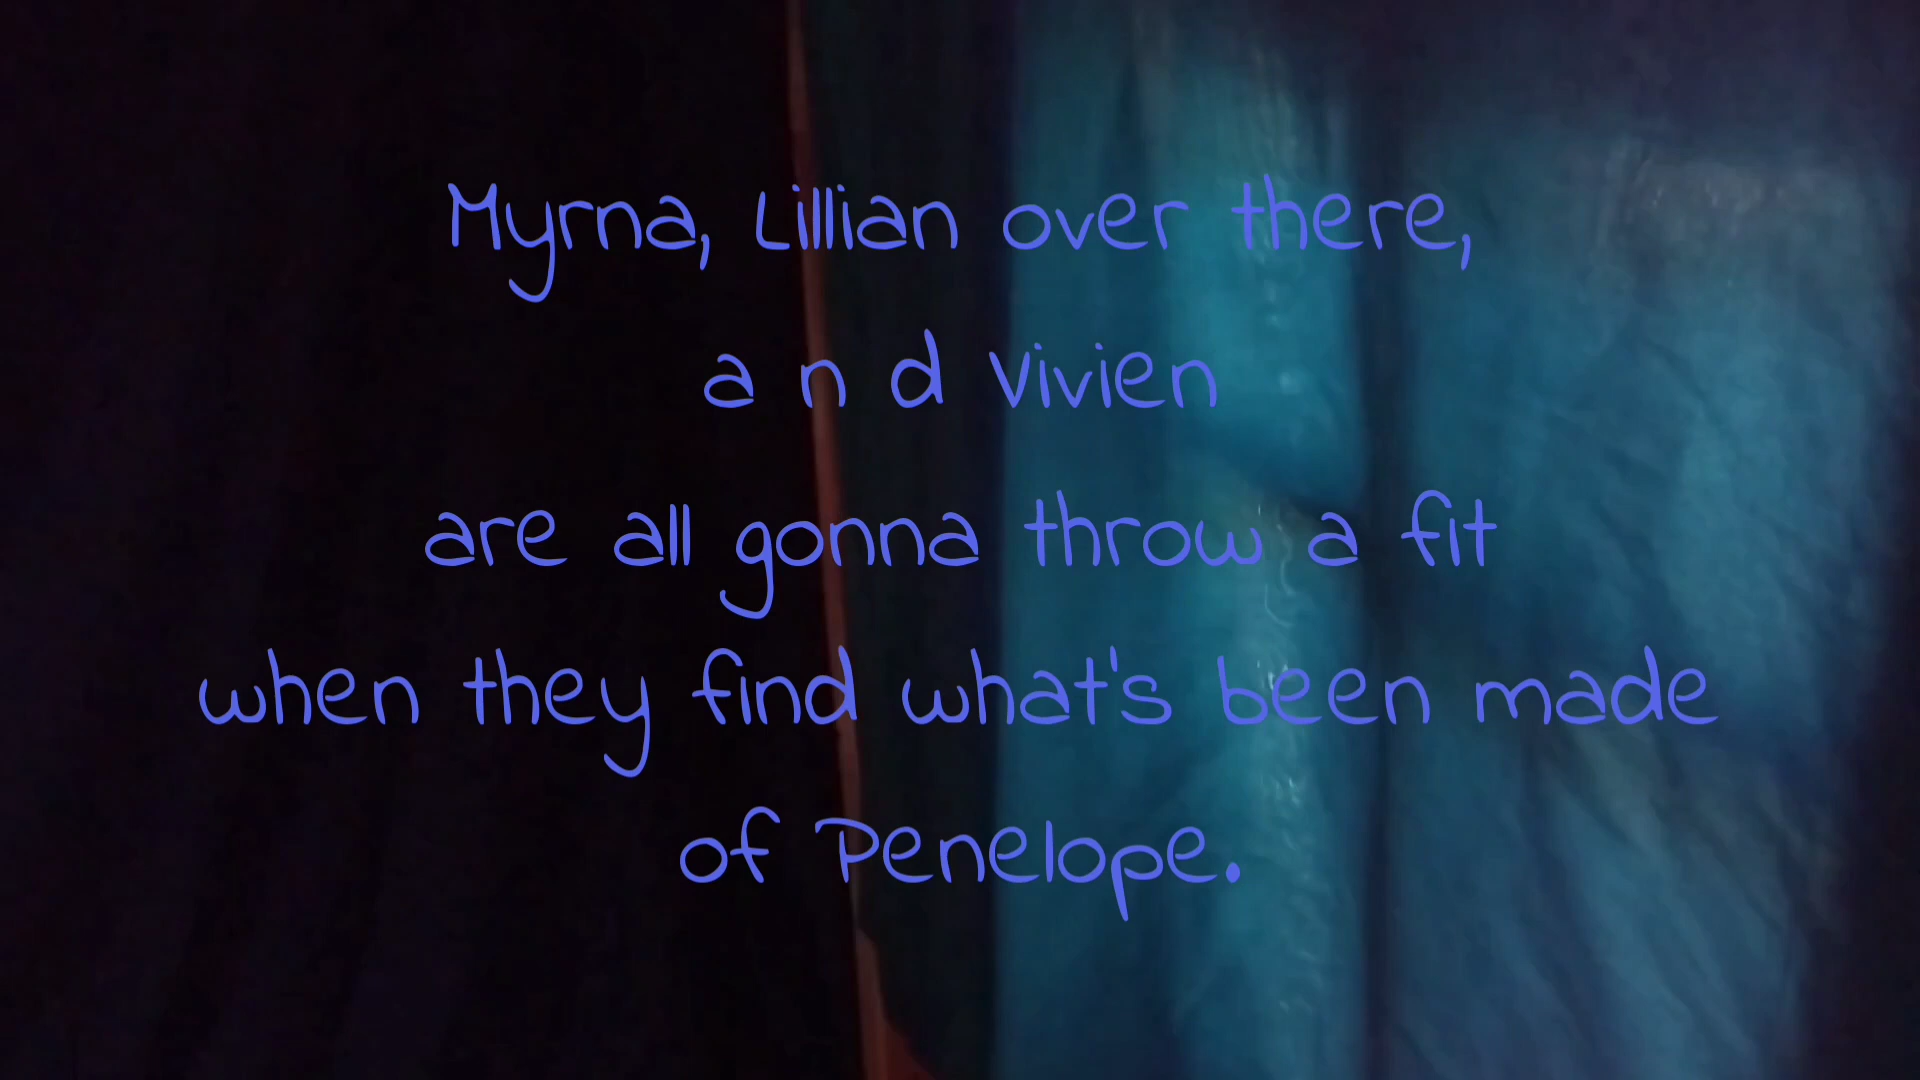 Myrna, Lillian over there,
a n d Vivien
are all gonna throw a fit
when they find what's been made
of Penelope.